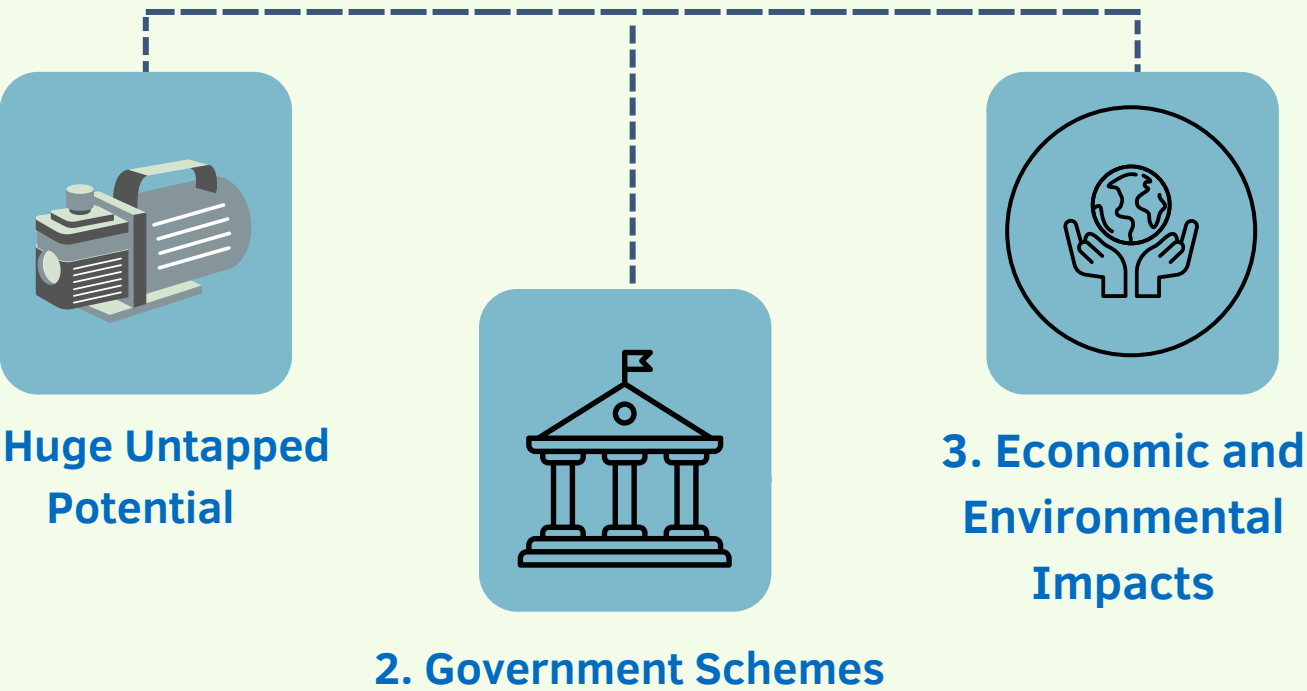 Huge Untapped
Potential
2. Government Schemes
3. Economic and
Environmental
Impacts